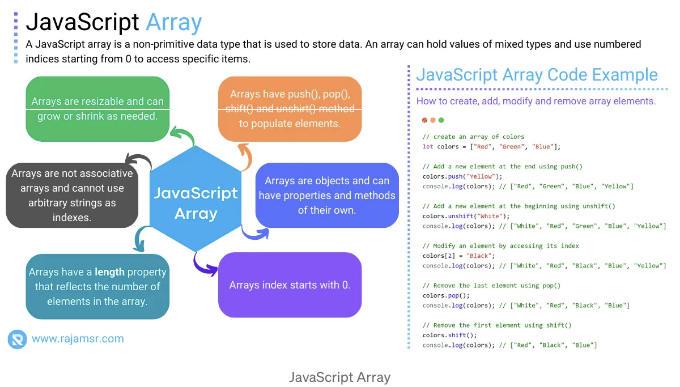 JavaScript Array
A JavaScript array is a non-primitive data type that is used to store data. An array can hold values of mixed types and use numbered
indices starting from 0 to access specific items.
Arrays are resizable and can
grow or shrink as needed.
Arrays have push(), pop(),
shift() and unshirt() method
to populate elements.
Arrays are not associative
arrays and cannot use
arbitrary strings as
indexes.
JavaScript
Array
Arrays are objects and can
have properties and methods
of their own.
Arrays have a length property
that reflects the number of
elements in the array.
Arrays index starts with 0.
www.rajamsr.com
JavaScript Array Code Example
How to create, add, modify and remove array elements.
// create an array of colors
let colors = ["Red", "Green", "Blue"];
// Add a new element at the end using push()
colors.push("Yellow");
console.log(colors); // ["Red", "Green", "Blue", "Yellow"]
// Add a new element at the beginning using unshift()
colors.unshift("White");
console.log(colors); // ["White", "Red", "Green", "Blue", "Yellow"]
// Modify an element by accessing its index
colors[2] = "Black";
console.log(colors); // ["White", "Red", "Black", "Blue", "Yellow"]
// Remove the last element using pop()
colors.pop();
console.log(colors); // ["White", "Red", "Black", "Blue"]
// Remove the first element using shift()
colors.shift();
console.log(colors); // ["Red", "Black", "Blue"]
JavaScript Array